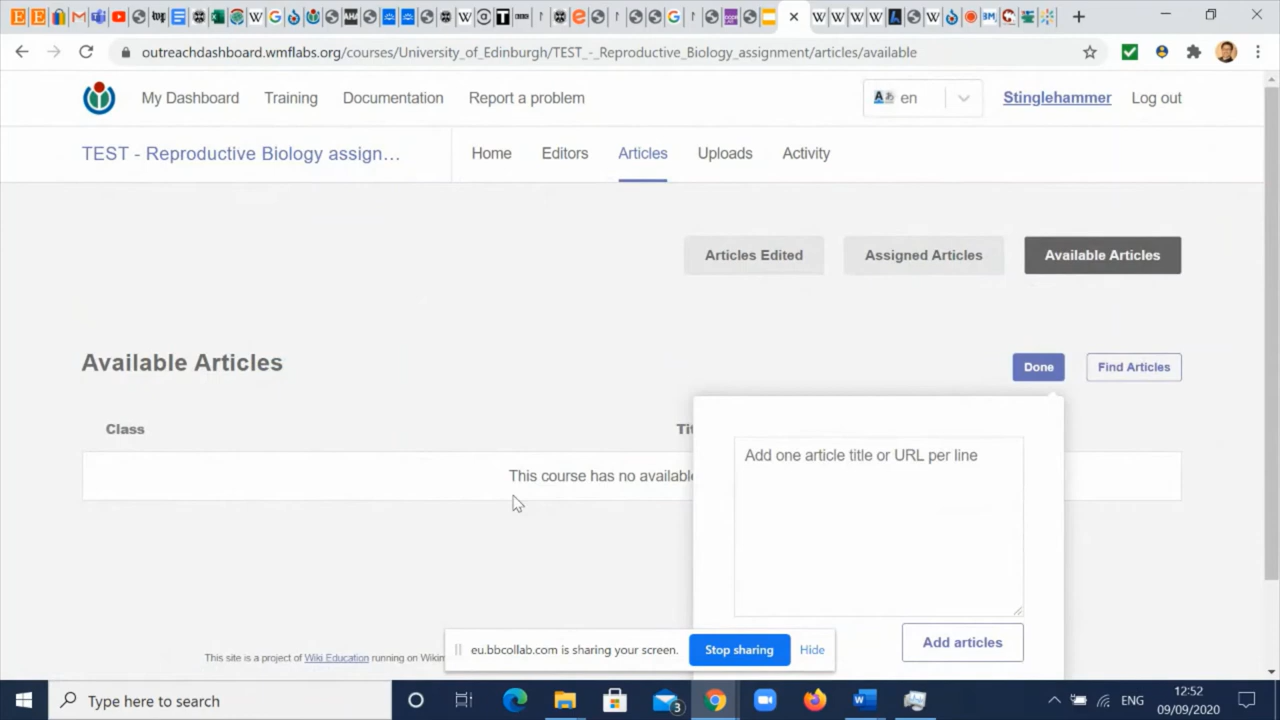 outreachdashboard.wmflabs.org/courses/University_of_Edinburgh/TEST_-_Reproductive_Biology_assignment/articles/available
My Dashboard Training Documentation Report a problem en Stinglehammer Log out
TEST - Reproductive Biology assign... Home Editors Articles Uploads Activity
Articles Edited Assigned Articles Available Articles
Available Articles Done Find Articles
Class
Add one article title or URL per line
This course has no available
Add articles
eu.bbcollab.com is sharing your screen. Stop sharing Hide
This site is a project of Wiki Education running on
Type here to search
3
ENG
12:52
09/09/2020